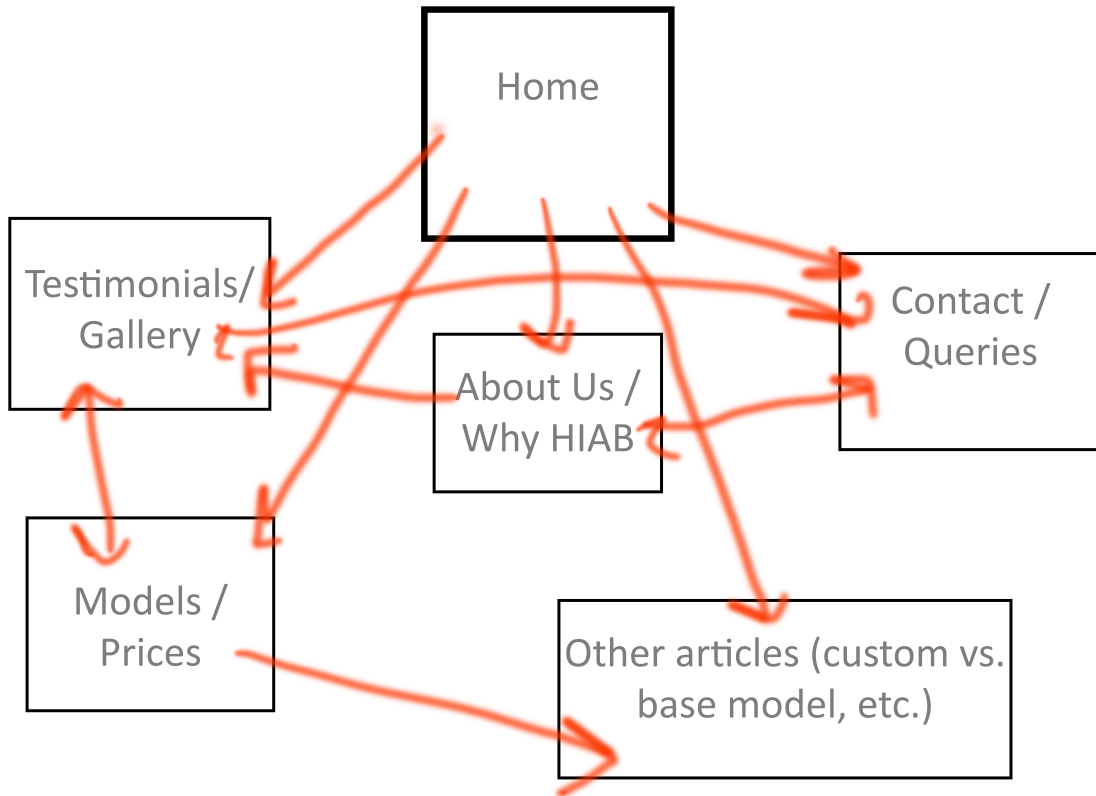 Home
Testimonials/
Gallery
Contact /
Queries
About Us /
Why HIAB
Models /
Prices
Other articles (custom vs.
base model, etc.)